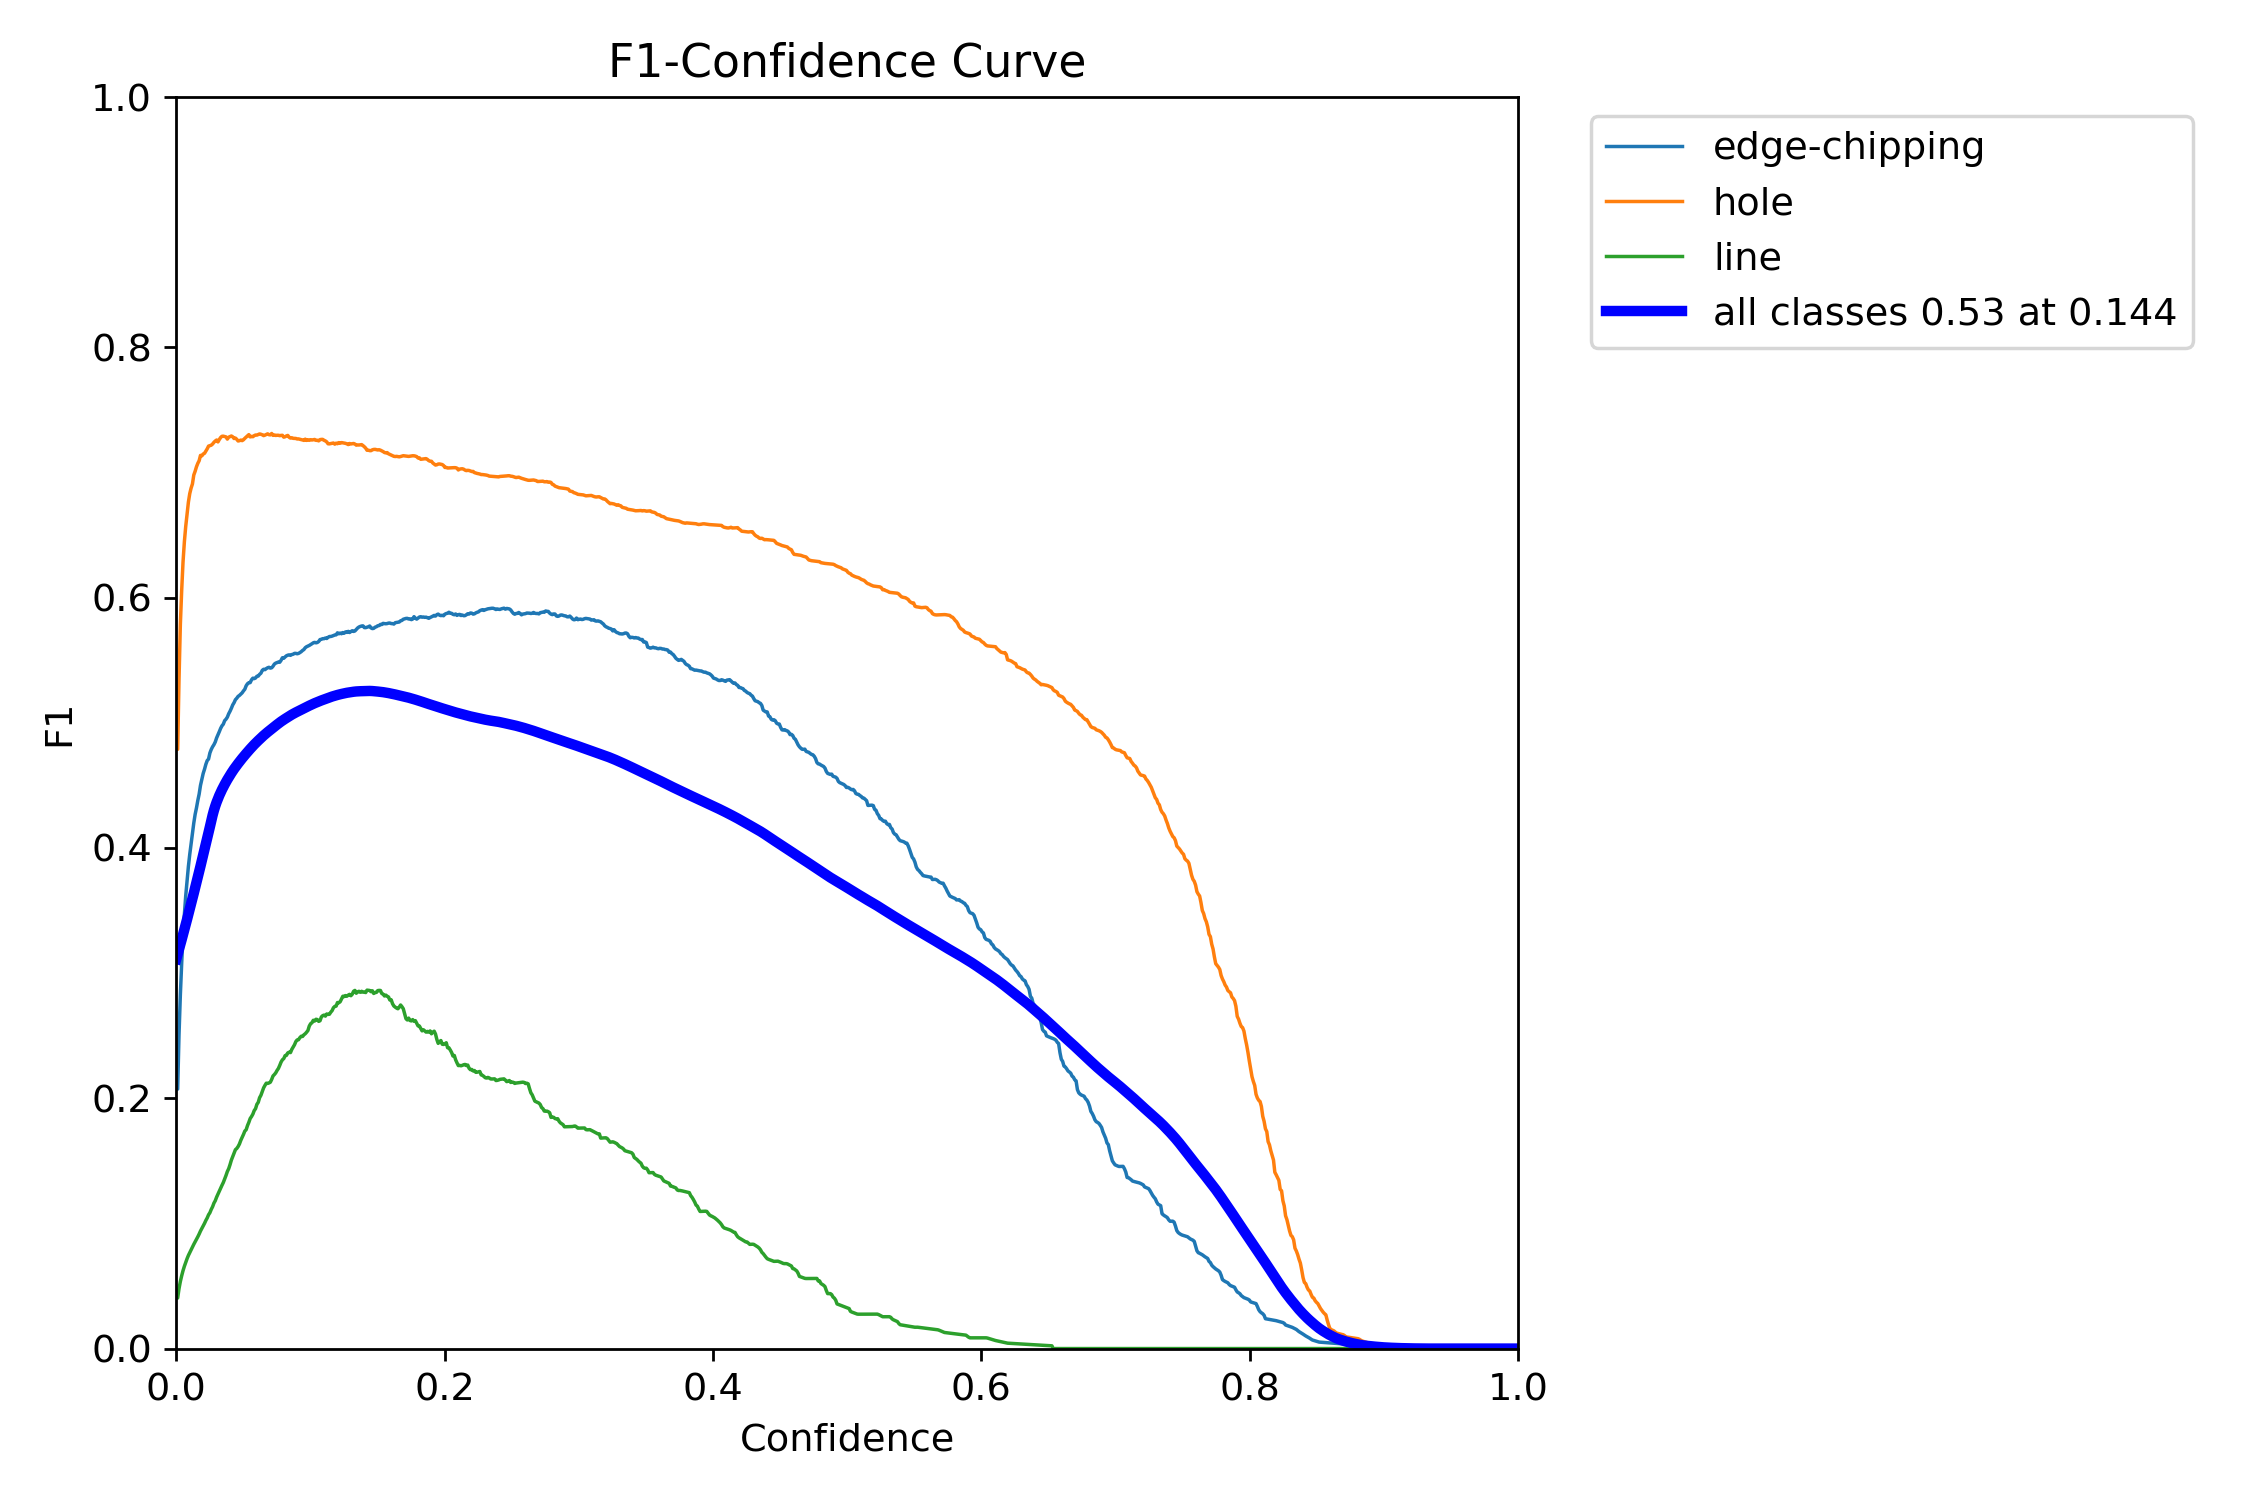 F1-Confidence Curve
1.0
0.8
0.6
0.4
0.2
0.0
F1
0.0 0.2 0.4 0.6 0.8 1.0
Confidence
edge-chipping
hole
line
all classes 0.53 at 0.144